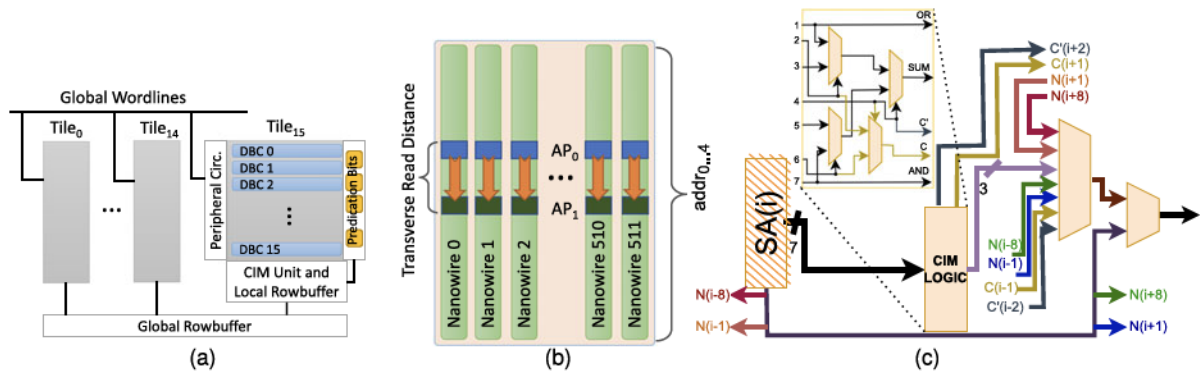 Global Wordlines
Tile0
Tile14
Tile15
Peripheral Circ.
DBC 0
DBC 1
DBC 2
DBC 15
Predication Bits
CIM Unit and
Local Rowbuffer
Global Rowbuffer
(a)
Transverse Read Distance
AP0
AP1
Nanowire 0
Nanowire 1
Nanowire 2
Nanowire 510
Nanowire 511
addr0...4
(b)
1
2
3
4
5
6
7
OR
SUM
C'
C
AND
SA(i)
7
CIM
LOGIC
3
C'(i+2)
C(i+1)
N(i+1)
N(i+8)
N(i-8)
N(i-1)
C(i-1)
C'(i-2)
N(i-8)
N(i-1)
N(i+8)
N(i+1)
(c)